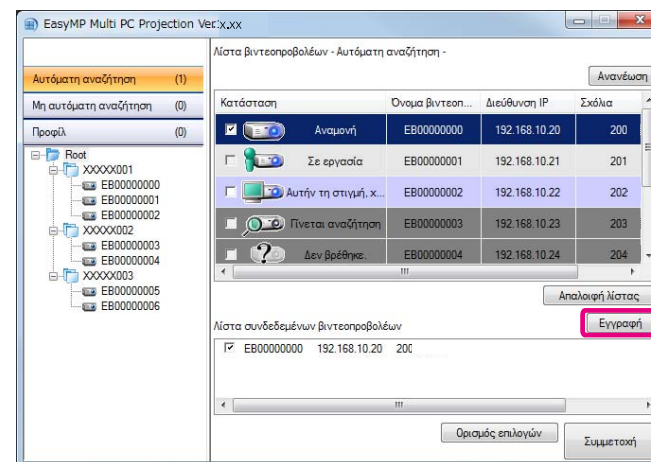 EasyMP Multi PC Projection Ver.x.xx
Λίστα βιντεοπροβολέων - Αυτόματη αναζήτηση -
Αυτόματη αναζήτηση (1)
Ανανέωση
Μη αυτόματη αναζήτηση (0)
Προφίλ (0)
Κατάσταση Όνομα βιντεοπ... Διεύθυνση IP Σχόλια
Αναμονή EB00000000 192.168.10.20 200
Σε εργασία EB00000001 192.168.10.21 201
Αυτήν τη στιγμή, χ... EB00000002 192.168.10.22 202
Γίνεται αναζήτηση EB00000003 192.168.10.23 203
Δεν βρέθηκε. EB00000004 192.168.10.24 204
Root
XXXXX001
EB00000000
EB00000001
EB00000002
XXXXX002
EB00000003
EB00000004
XXXXX003
EB00000005
EB00000006
Απαλοιφή λίστας
Λίστα συνδεδεμένων βιντεοπροβολέων
Εγγραφή
EB00000000 192.168.10.20 200
Ορισμός επιλογών
Συμμετοχή